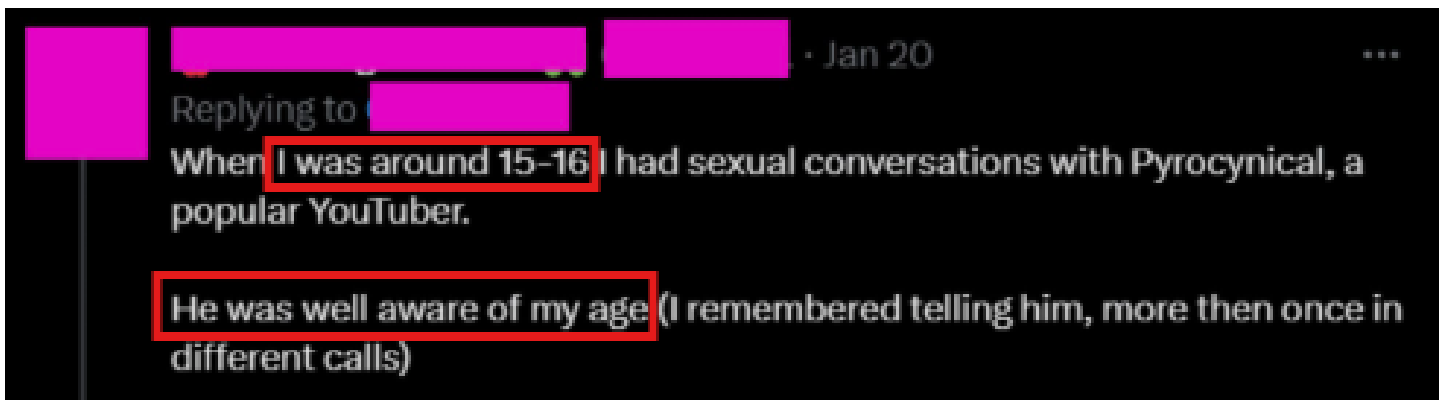 · Jan 20
Replying to
When I was around 15-16 I had sexual conversations with Pyrocynical, a
popular YouTuber.
He was well aware of my age (I remembered telling him, more then once in
different calls)